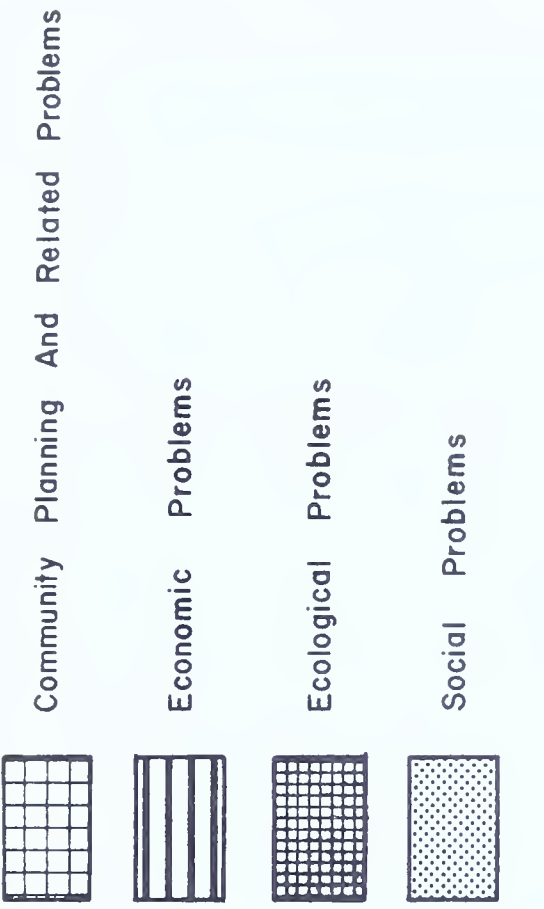 Community Planning And Related Problems
Economic Problems
Ecological Problems
Social Problems